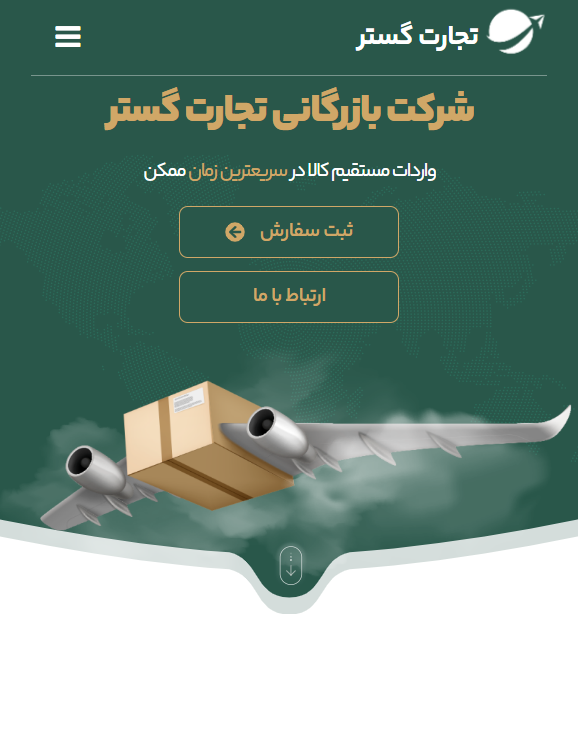 تجارت گستر
شرکت بازرگانی تجارت گستر
واردات مستقیم کالا در سریعترین زمان ممکن
ثبت سفارش
ارتباط با ما